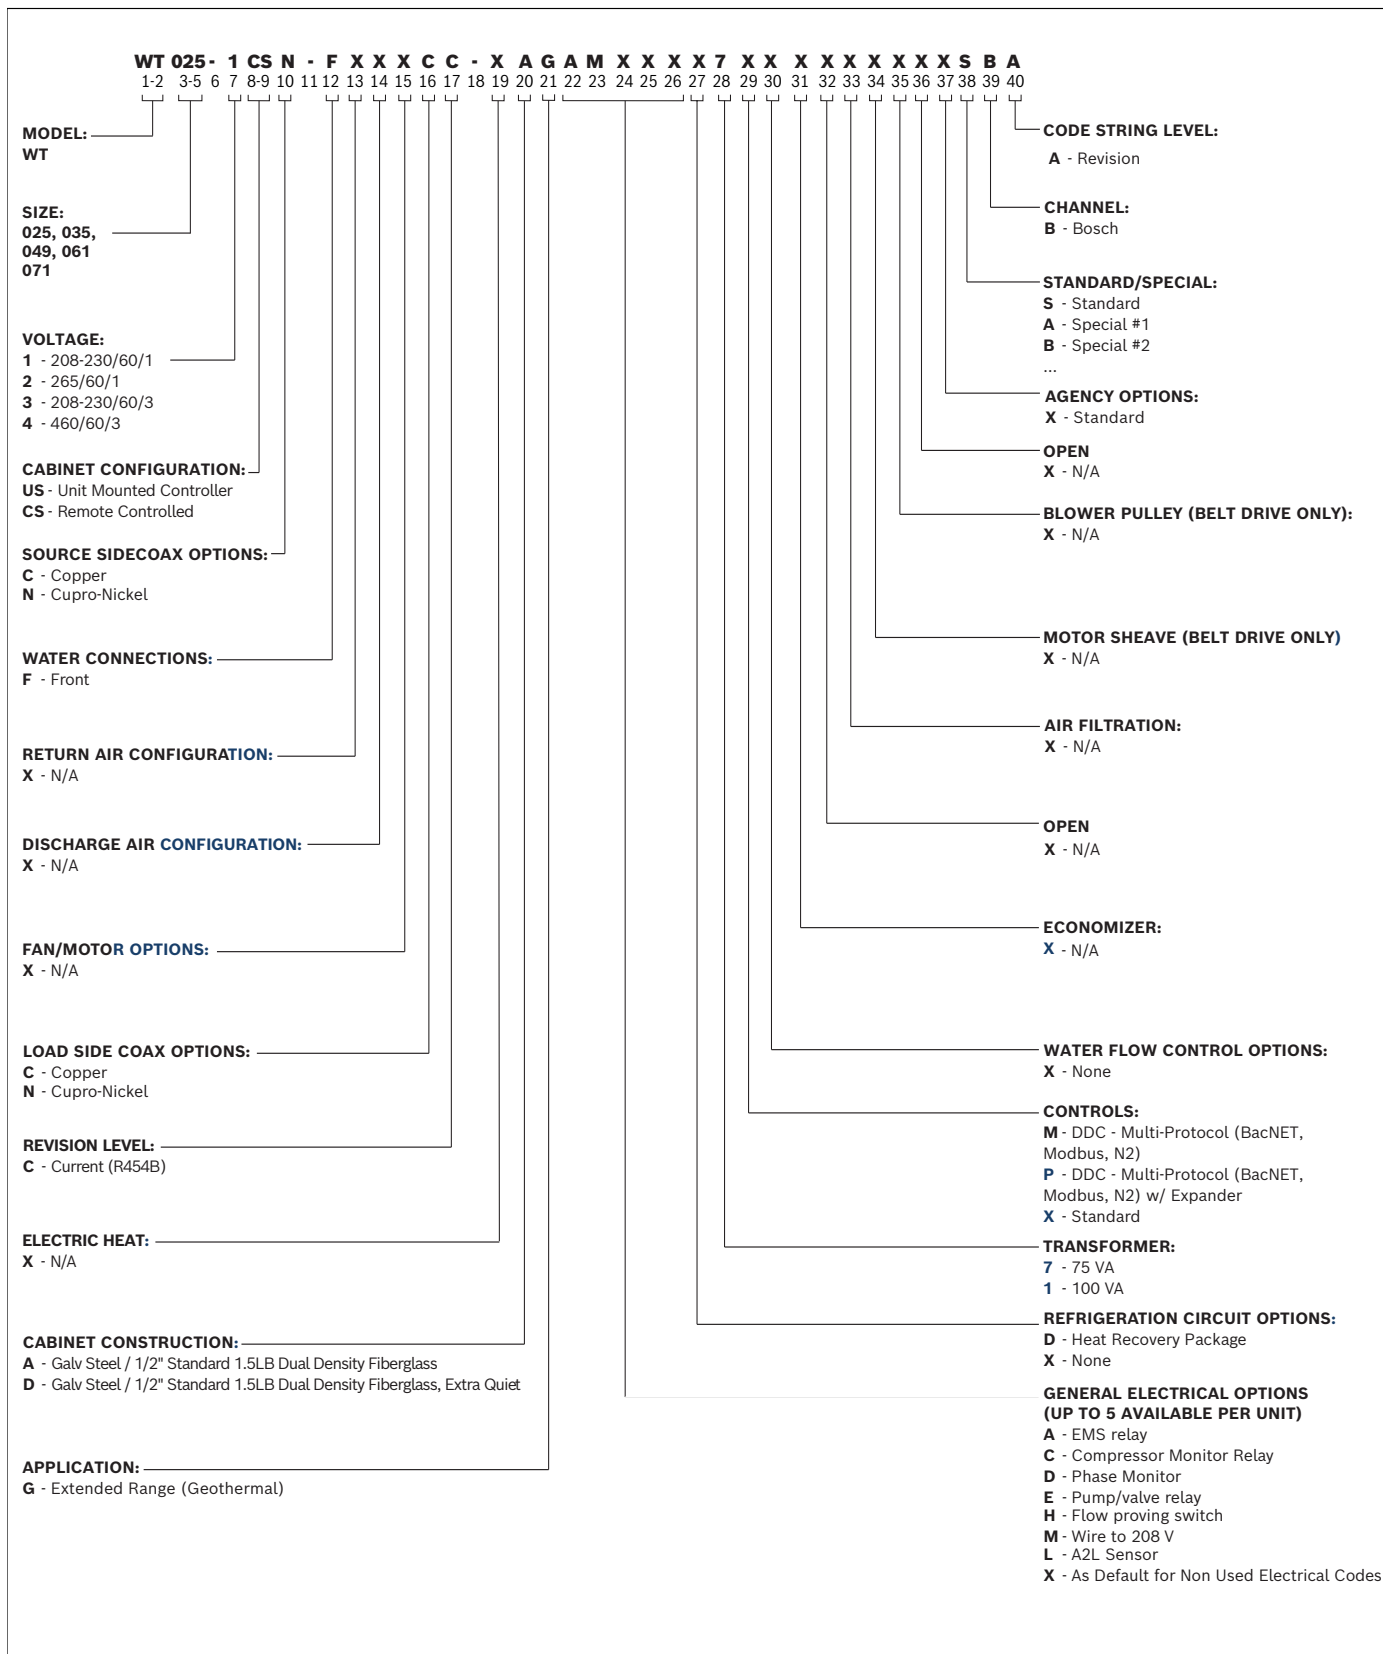 WT 025 - 1 CS N - F X X X C C - X A G A M X X X X 7 X X X X X X X X X S B A
1-2 3-5 6 7 8-9 10 11 12 13 14 15 16 17 18 19 20 21 22 23 24 25 26 27 28 29 30 31 32 33 34 35 36 37 38 39 40
MODEL:
WT
SIZE:
025, 035,
049, 061
071
VOLTAGE:
1 - 208-230/60/1
2 - 265/60/1
3 - 208-230/60/3
4 - 460/60/3
CABINET CONFIGURATION:
US - Unit Mounted Controller
CS - Remote Controlled
SOURCE SIDECOAX OPTIONS:
C - Copper
N - Cupro-Nickel
WATER CONNECTIONS:
F - Front
RETURN AIR CONFIGURATION:
X - N/A
DISCHARGE AIR CONFIGURATION:
X - N/A
FAN/MOTOR OPTIONS:
X - N/A
LOAD SIDE COAX OPTIONS:
C - Copper
N - Cupro-Nickel
REVISION LEVEL:
C - Current (R454B)
ELECTRIC HEAT:
X - N/A
CABINET CONSTRUCTION:
A - Galv Steel / 1/2" Standard 1.5LB Dual Density Fiberglass
D - Galv Steel / 1/2" Standard 1.5LB Dual Density Fiberglass, Extra Quiet
APPLICATION:
G - Extended Range (Geothermal)
CODE STRING LEVEL:
A - Revision
CHANNEL:
B - Bosch
STANDARD/SPECIAL:
S - Standard
A - Special #1
B - Special #2
...
AGENCY OPTIONS:
X - Standard
OPEN
X - N/A
BLOWER PULLEY (BELT DRIVE ONLY):
X - N/A
MOTOR SHEAVE (BELT DRIVE ONLY)
X - N/A
AIR FILTRATION:
X - N/A
OPEN
X - N/A
ECONOMIZER:
X - N/A
WATER FLOW CONTROL OPTIONS:
X - None
CONTROLS:
M - DDC - Multi-Protocol (BacNET,
Modbus, N2)
P - DDC - Multi-Protocol (BacNET,
Modbus, N2) w/ Expander
X - Standard
TRANSFORMER:
7 - 75 VA
1 - 100 VA
REFRIGERATION CIRCUIT OPTIONS:
D - Heat Recovery Package
X - None
GENERAL ELECTRICAL OPTIONS
(UP TO 5 AVAILABLE PER UNIT)
A - EMS relay
C - Compressor Monitor Relay
D - Phase Monitor
E - Pump/valve relay
H - Flow proving switch
M - Wire to 208 V
L - A2L Sensor
X - As Default for Non Used Electrical Codes